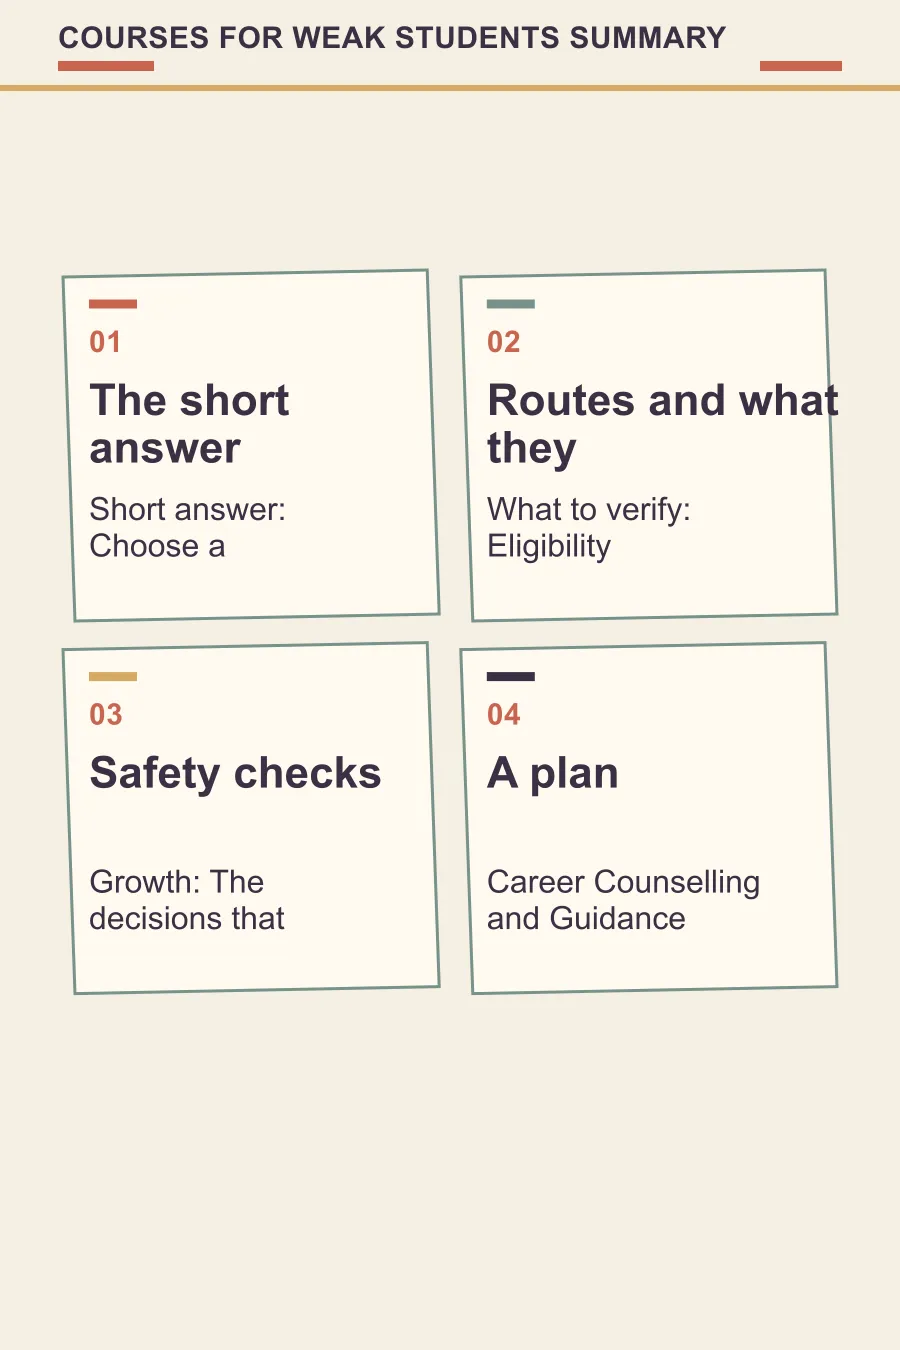 COURSES FOR WEAK STUDENTS SUMMARY
01
The short
answer
Short answer:
Choose a
02
Routes and what
they
What to verify:
Eligibility
03
Safety checks
Growth: The
decisions that
04
A plan
Career Counselling
and Guidance